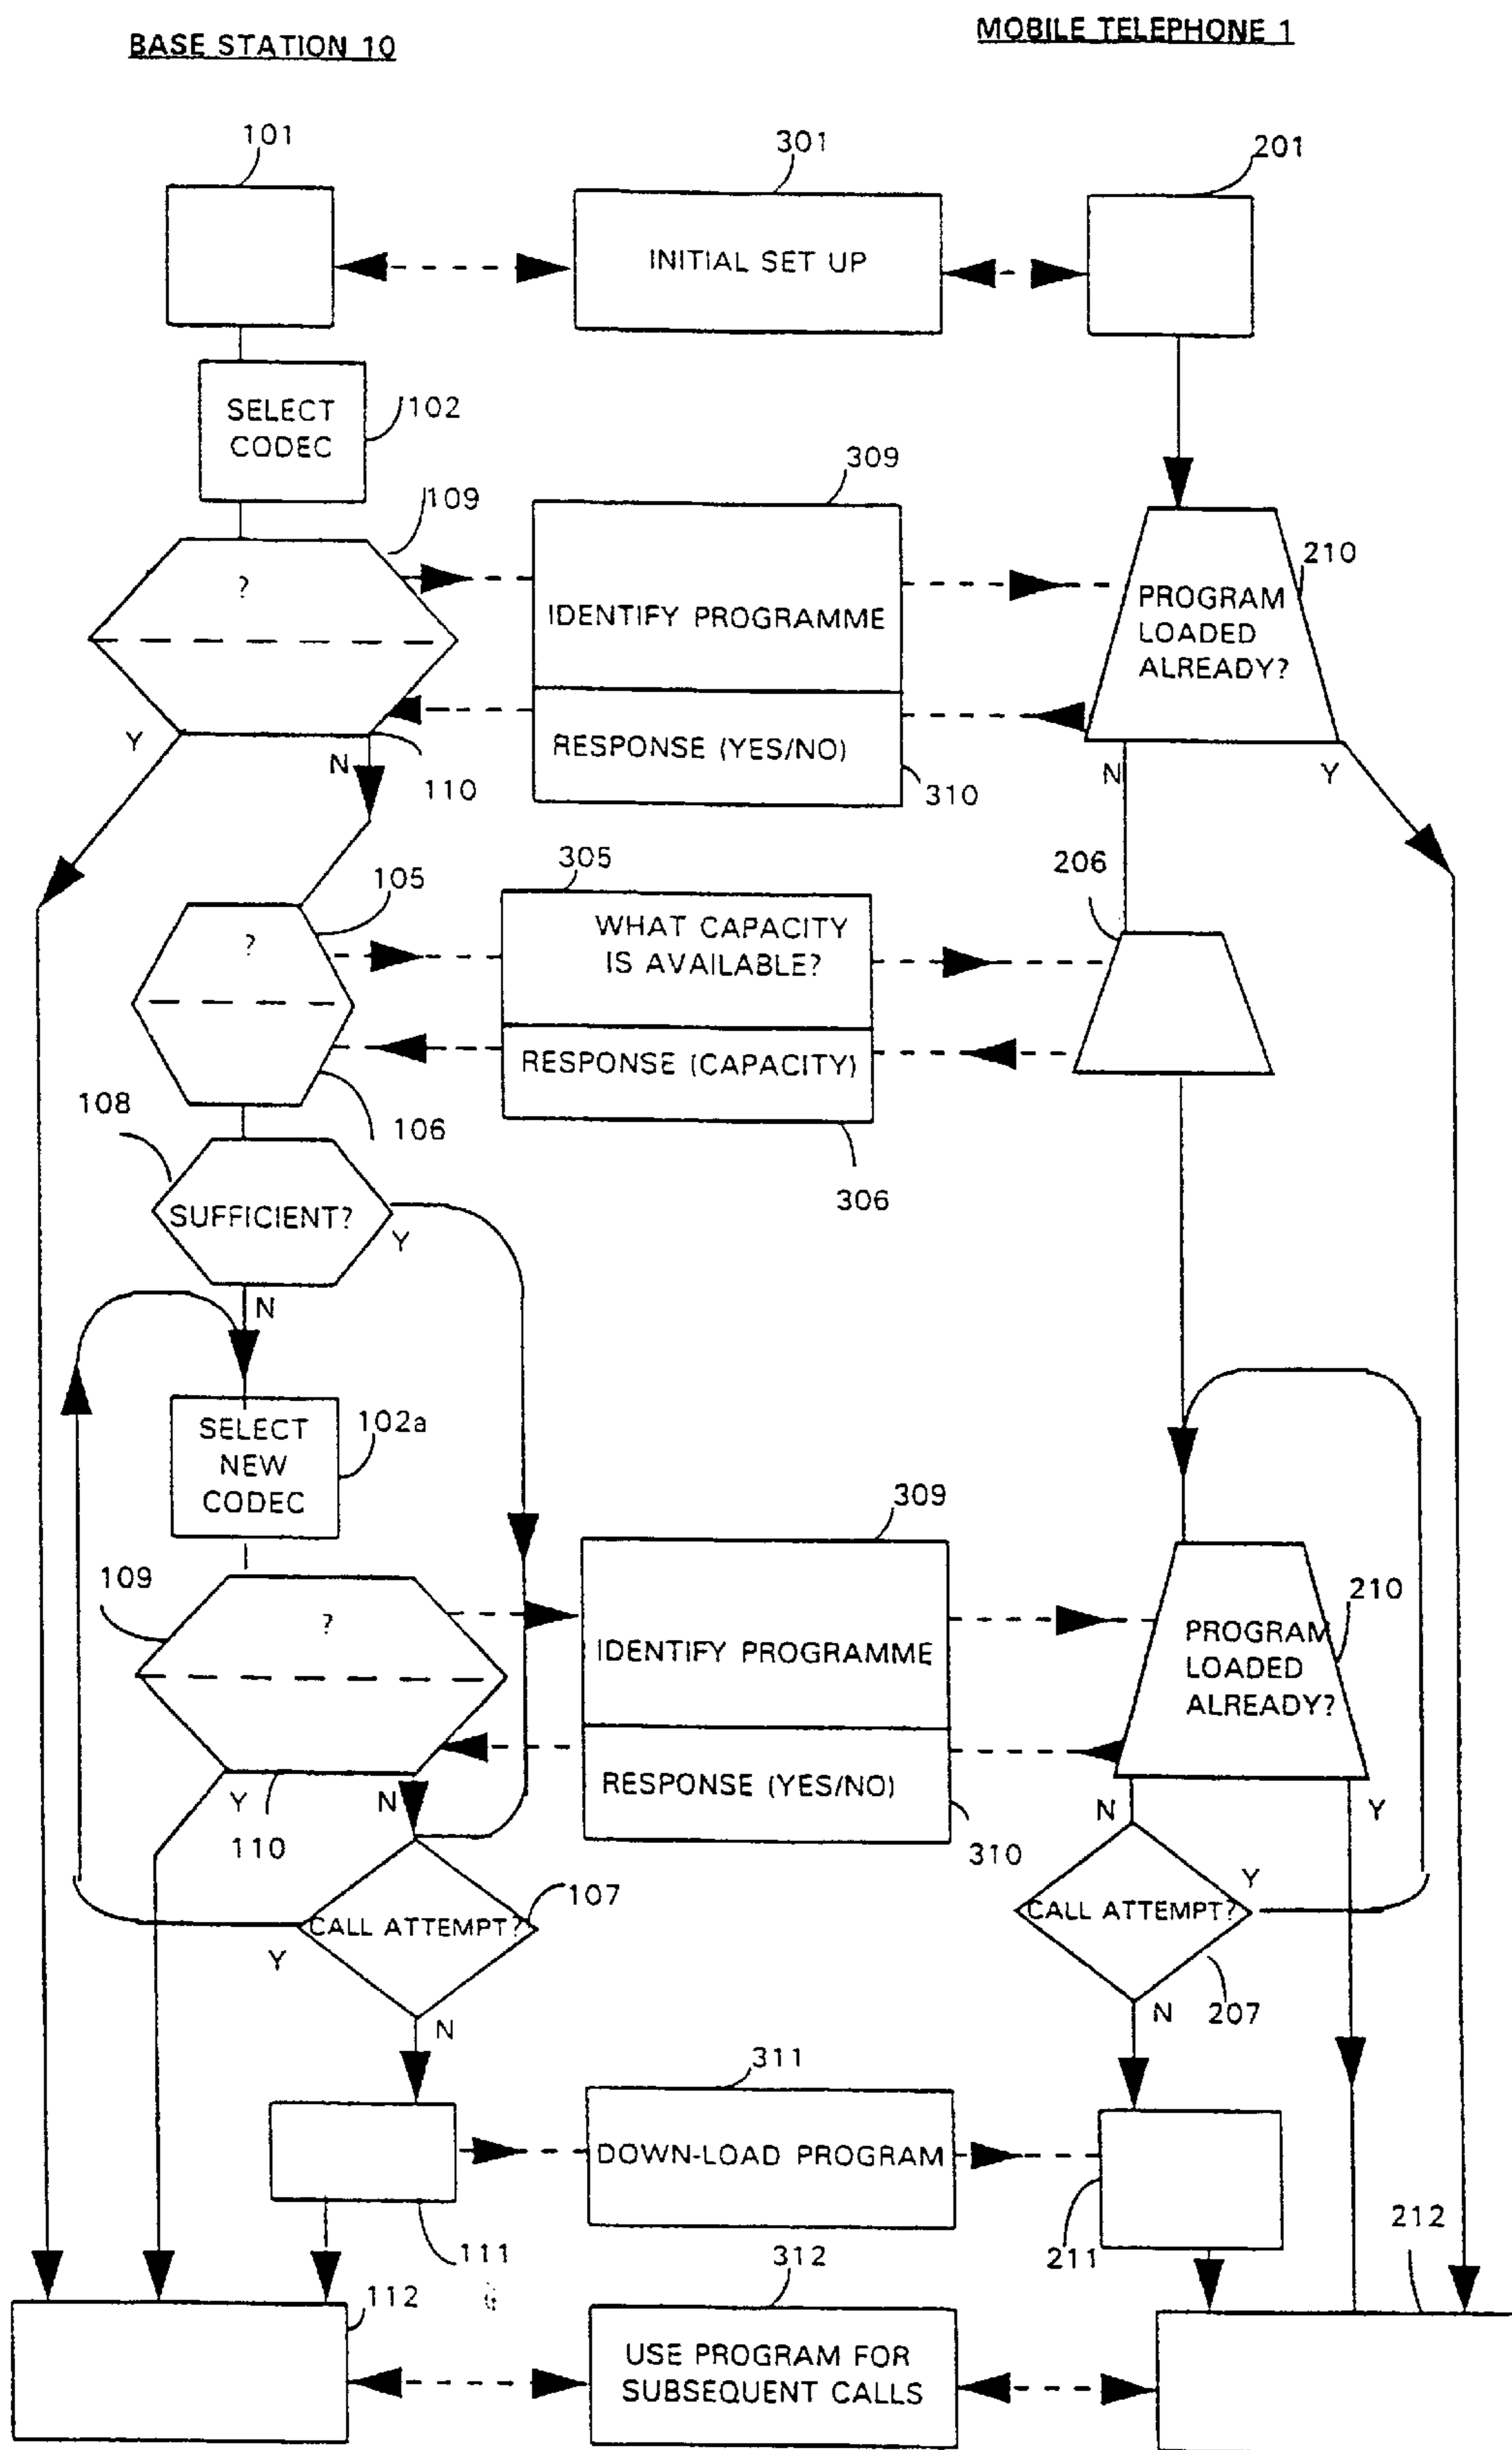 BASE STATION 10
MOBILE TELEPHONE 1
101
301
201
INITIAL SET UP
SELECT
CODEC
102
109
309
?
IDENTIFY PROGRAMME
210
PROGRAM
LOADED
ALREADY?
Y
N
110
RESPONSE (YES/NO)
310
N
Y
105
305
206
?
WHAT CAPACITY
IS AVAILABLE?
RESPONSE (CAPACITY)
108
106
306
SUFFICIENT?
Y
N
SELECT
NEW
CODEC
102a
309
109
?
IDENTIFY PROGRAMME
210
PROGRAM
LOADED
ALREADY?
Y
N
110
RESPONSE (YES/NO)
310
N
Y
107
CALL ATTEMPT?
Y
N
CALL ATTEMPT?
Y
N
207
311
DOWN-LOAD PROGRAM
111
211
212
112
312
USE PROGRAM FOR
SUBSEQUENT CALLS